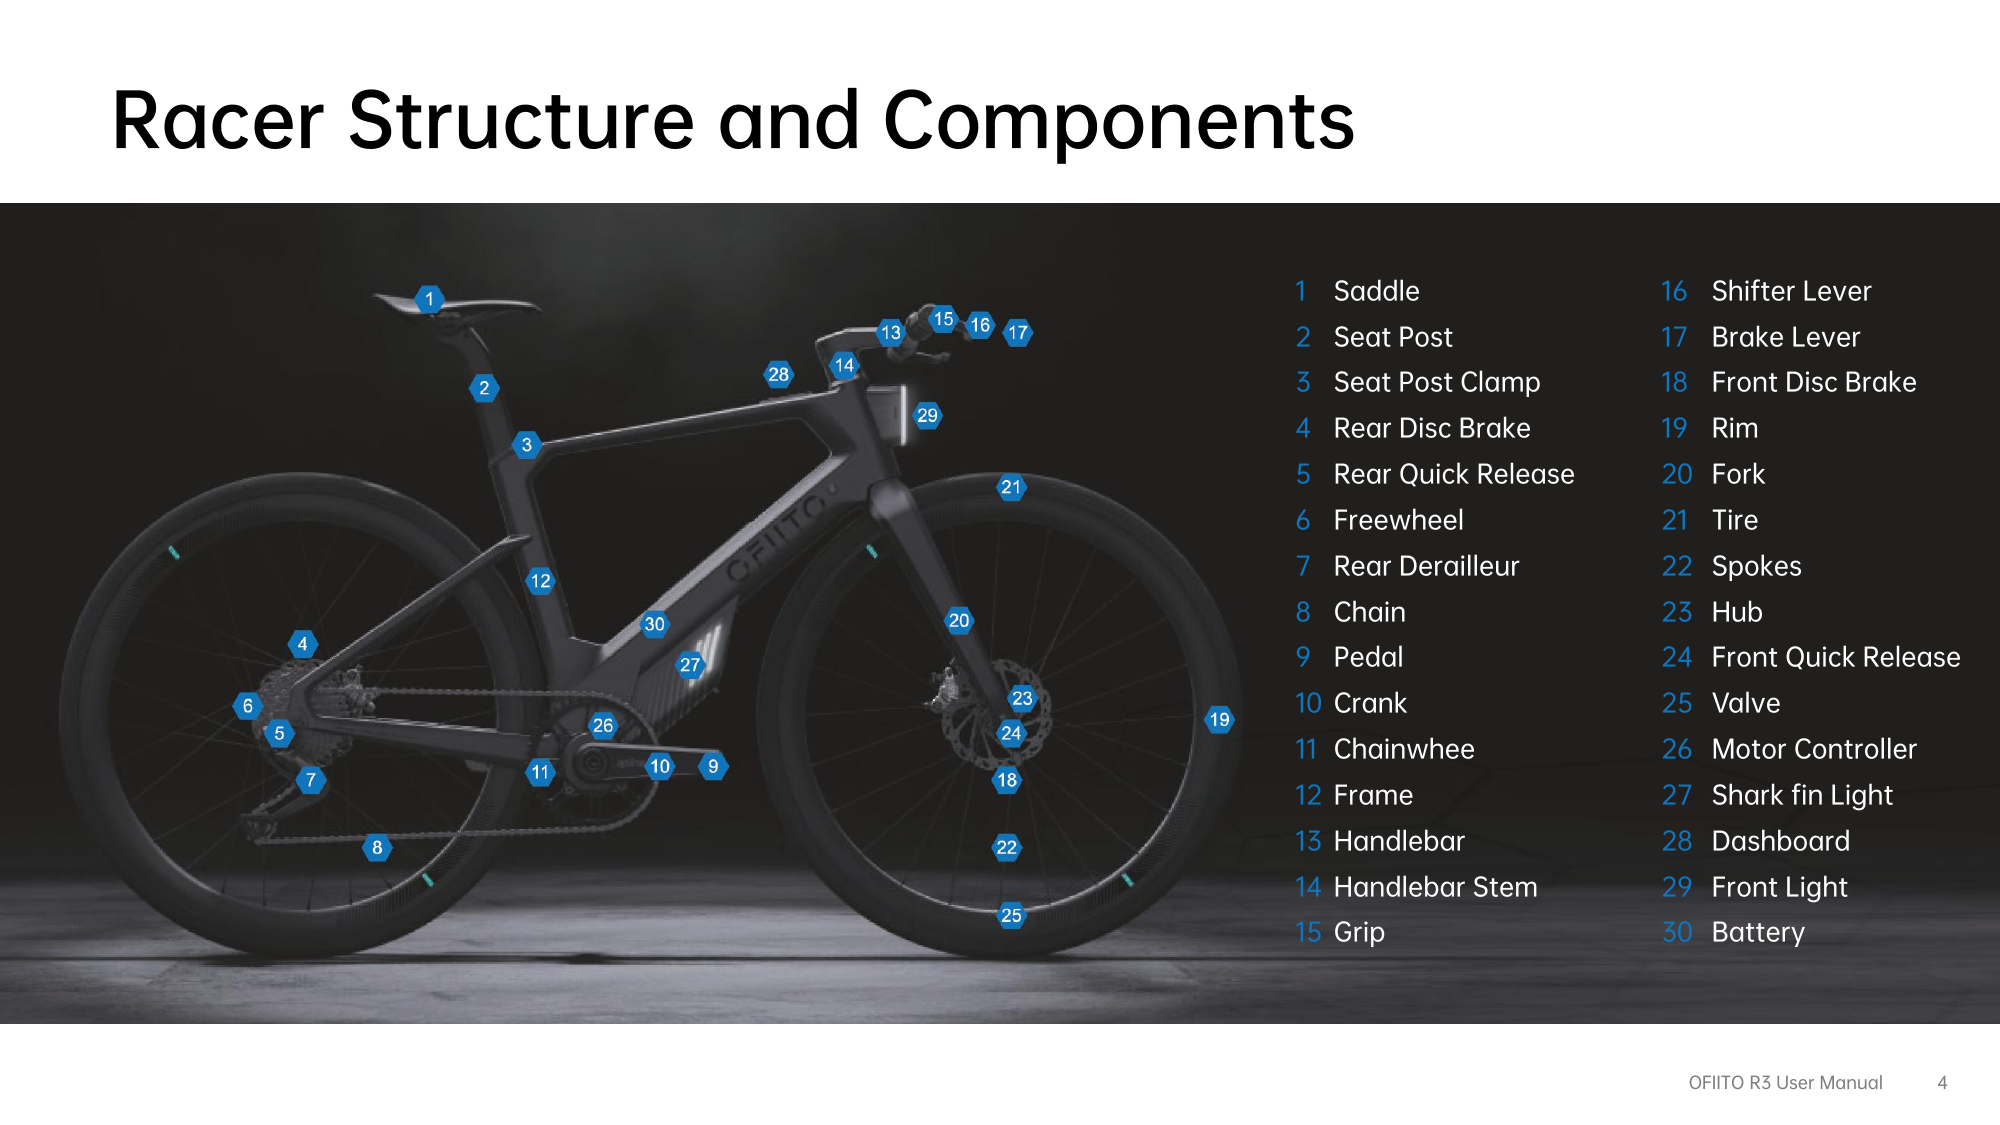 Racer Structure and Components
1 Saddle
2 Seat Post
3 Seat Post Clamp
4 Rear Disc Brake
5 Rear Quick Release
6 Freewheel
7 Rear Derailleur
8 Chain
9 Pedal
10 Crank
11 Chainwhee
12 Frame
13 Handlebar
14 Handlebar Stem
15 Grip
16 Shifter Lever
17 Brake Lever
18 Front Disc Brake
19 Rim
20 Fork
21 Tire
22 Spokes
23 Hub
24 Front Quick Release
25 Valve
26 Motor Controller
27 Shark fin Light
28 Dashboard
29 Front Light
30 Battery
1
15
16
17
13
14
28
2
29
3
21
OFIITO
12
20
30
4
27
23
6
19
26
5
24
10
9
11
7
18
8
22
25
OFIITO R3 User Manual 4